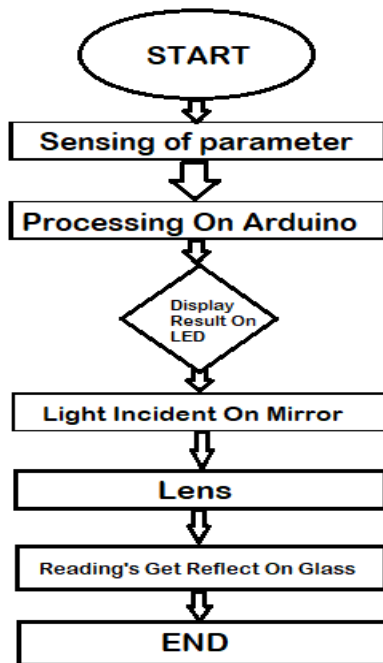 START
Sensing of parameter
Processing On Arduino
Display
Result On
LED
Light Incident On Mirror
Lens
Reading's Get Reflect On Glass
END